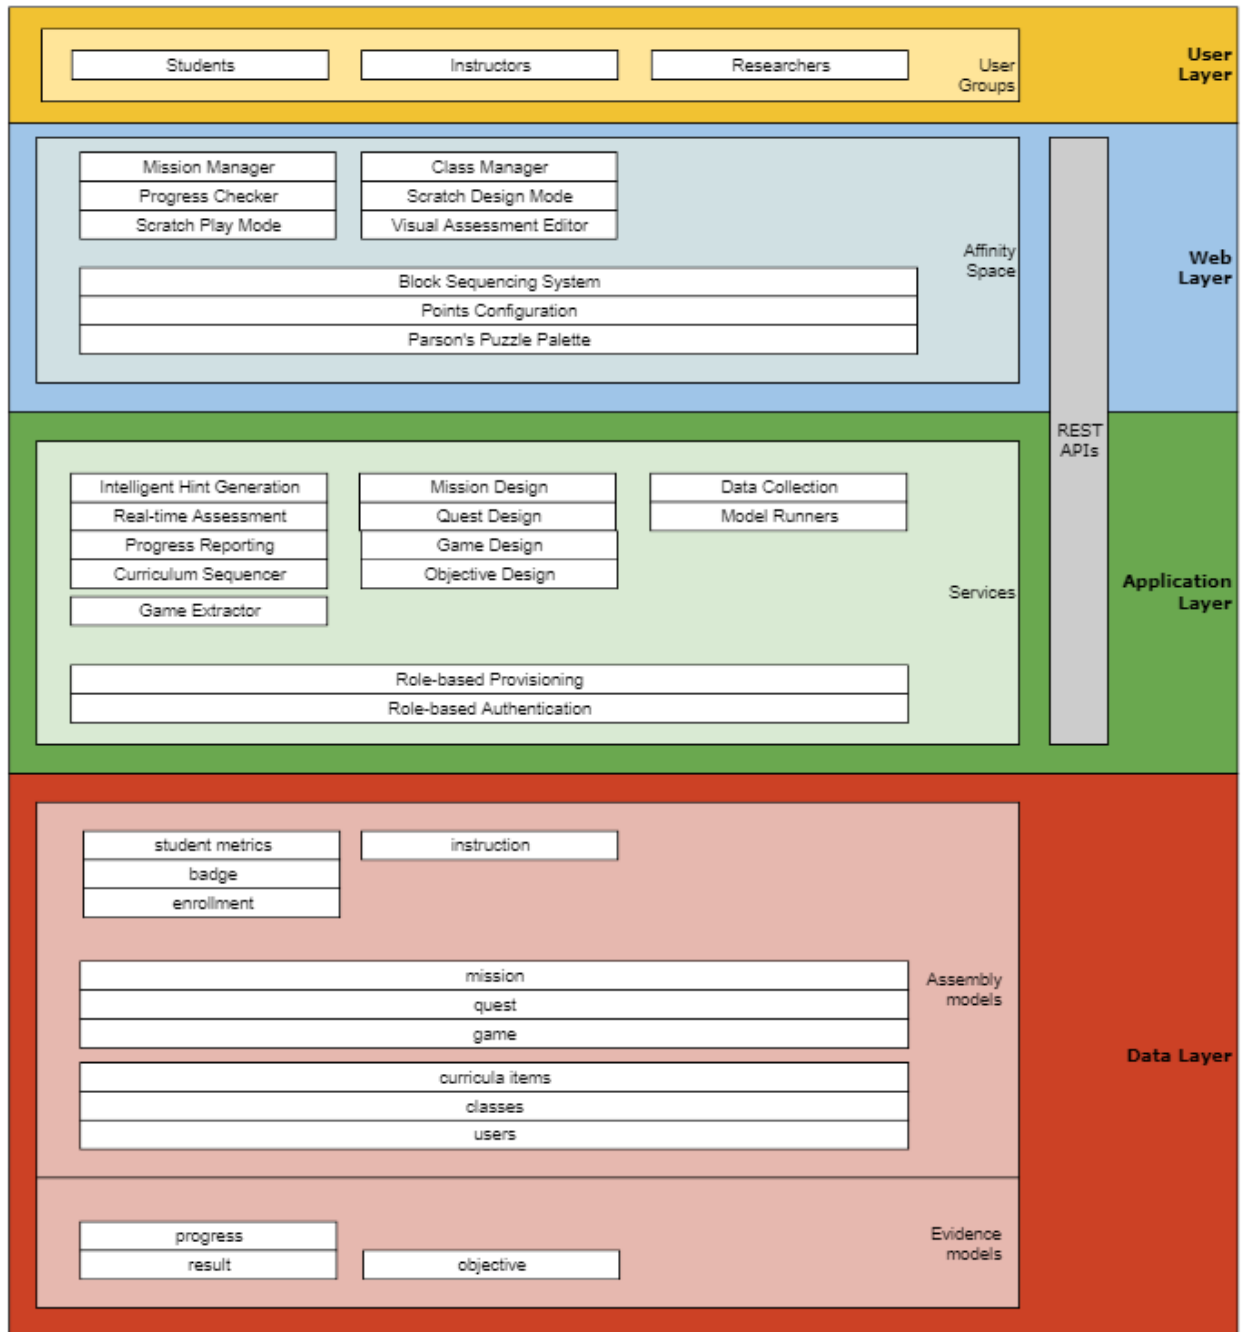 Students
Instructors
Researchers
User
Groups
User
Layer
Mission Manager
Progress Checker
Scratch Play Mode
Class Manager
Scratch Design Mode
Visual Assessment Editor
Block Sequencing System
Points Configuration
Parson's Puzzle Palette
Affinity
Space
Web
Layer
REST
APIs
Intelligent Hint Generation
Real-time Assessment
Progress Reporting
Curriculum Sequencer
Game Extractor
Mission Design
Quest Design
Game Design
Objective Design
Data Collection
Model Runners
Role-based Provisioning
Role-based Authentication
Services
Application
Layer
student metrics
badge
enrollment
instruction
mission
quest
game
curricula items
classes
users
Assembly
models
Data Layer
progress
result
objective
Evidence
models